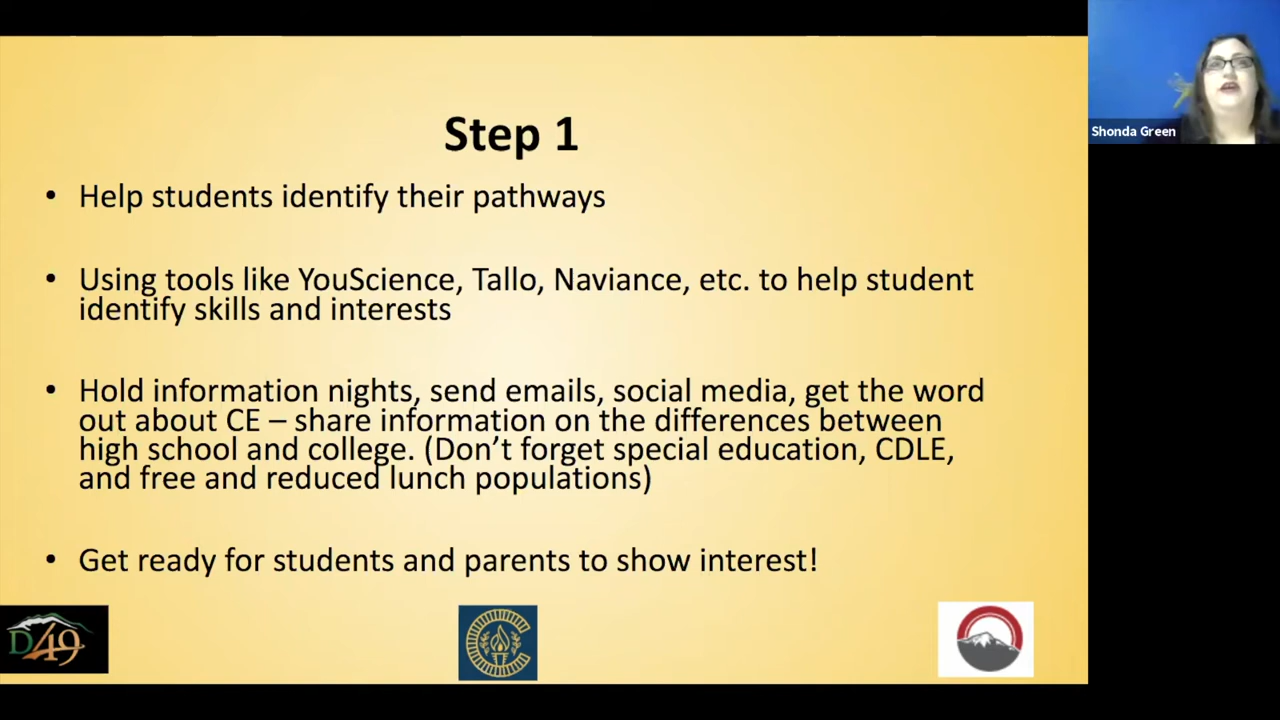 Step 1
• Help students identify their pathways
• Using tools like YouScience, Tallo, Naviance, etc. to help student
identify skills and interests
• Hold information nights, send emails, social media, get the word
out about CE – share information on the differences between
high school and college. (Don’t forget special education, CDLE,
and free and reduced lunch populations)
• Get ready for students and parents to show interest!
D49
Shonda Green